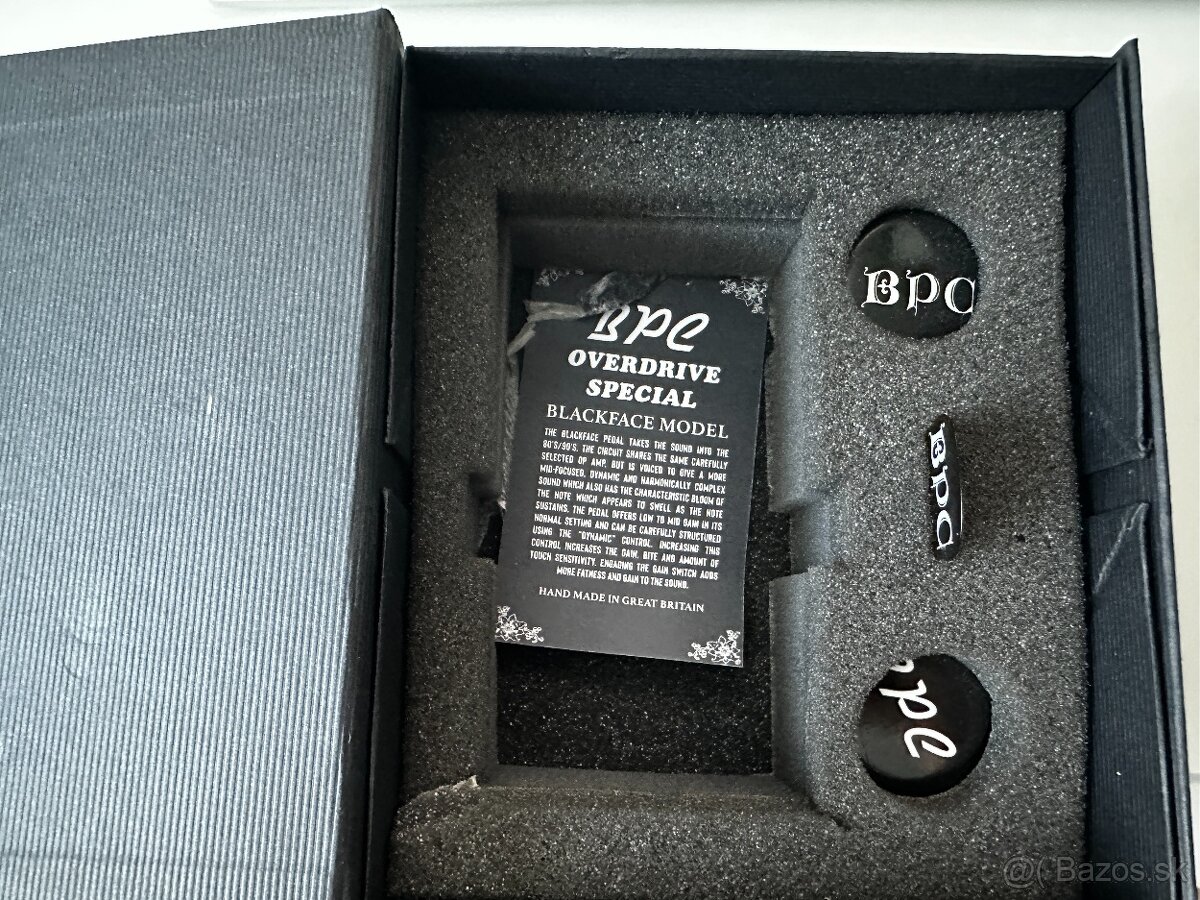 BPC
OVERDRIVE
SPECIAL
BLACKFACE MODEL
THE BLACKFACE PEDAL TAKES THE SOUND INTO THE
80'S/90'S. THE CIRCUIT SHARES THE SAME CAREFULLY
SELECTED OP AMP, BUT IS VOICED TO GIVE A MORE
MID-FOCUSED, DYNAMIC AND HARMONICALLY COMPLEX
SOUND WHICH ALSO HAS THE CHARACTERISTIC BLOOM OF
THE NOTE WHICH APPEARS TO SWELL AS THE NOTE
SUSTAINS. THE PEDAL OFFERS LOW TO MID GAIN IN ITS
NORMAL SETTING AND CAN BE CAREFULLY STRUCTURED
USING THE "DYNAMIC" CONTROL. INCREASING THIS
CONTROL INCREASES THE GAIN, BITE AND AMOUNT OF
TOUCH SENSITIVITY. ENGAGING THE GAIN SWITCH ADDS
MORE FATNESS AND GAIN TO THE SOUND.
HAND MADE IN GREAT BRITAIN
BPC
BPC
BPC
@( Bazos.sk